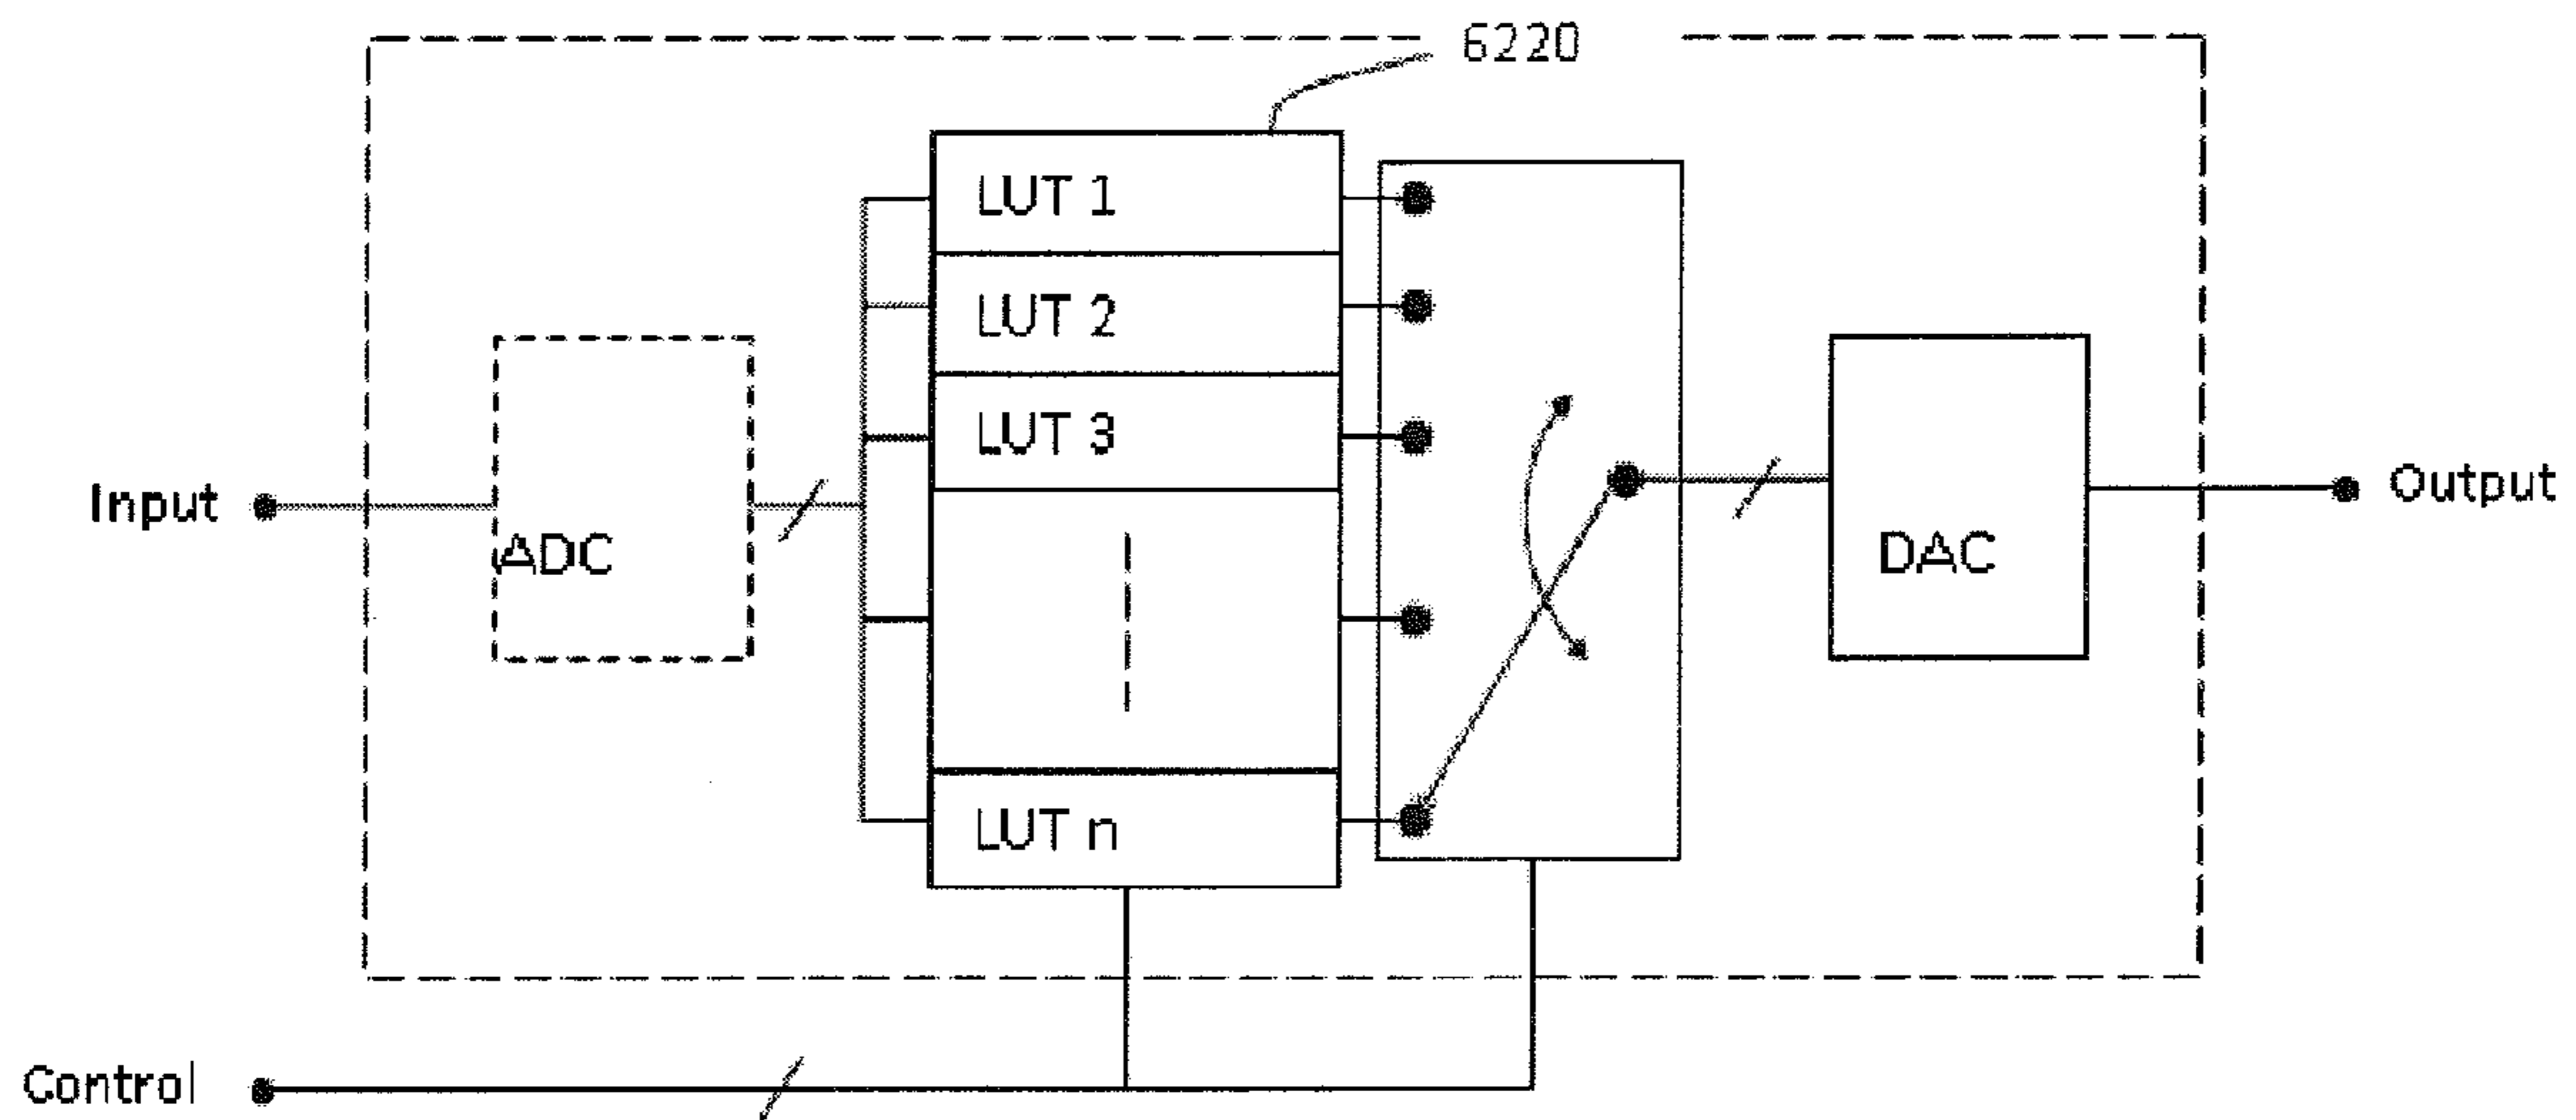 6220
LUT 1
LUT 2
LUT 3
Input
Output
ADC
DAC
LUT n
Control